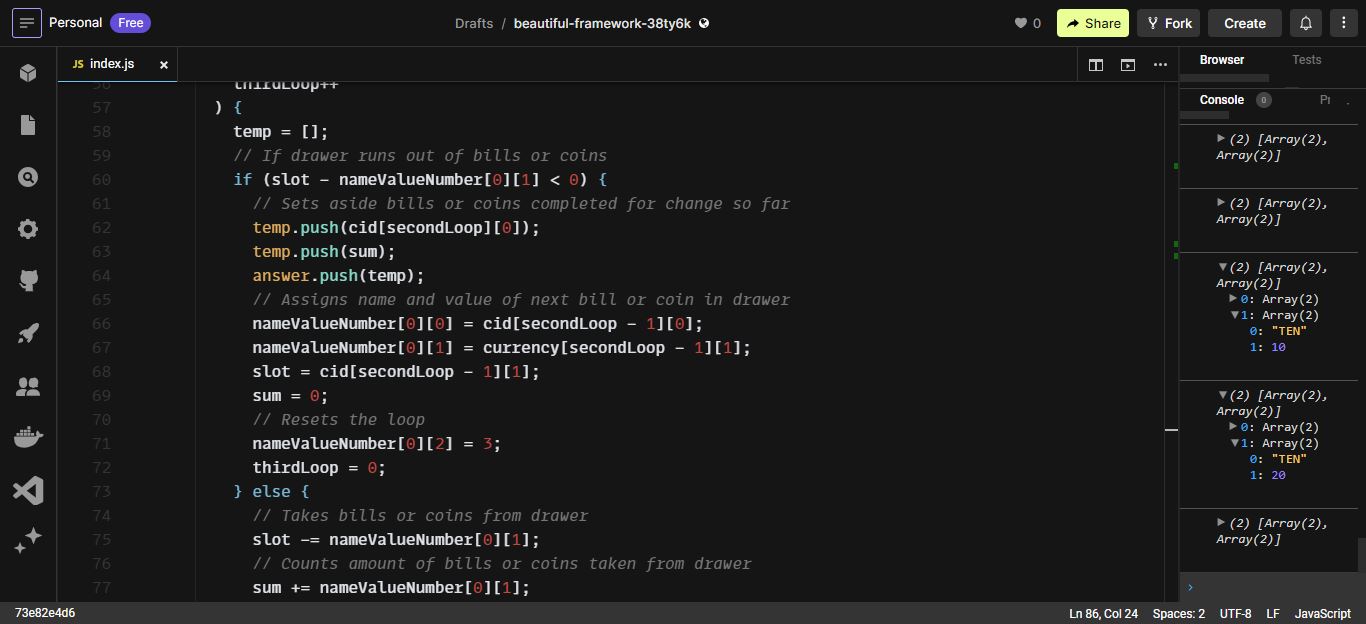 Personal Free Drafts / beautiful-framework-38ty6k 0 Share Fork Create
JS index.js × Browser Tests
56 thirdLoop++
57 ) {
58 temp = [];
59 // If drawer runs out of bills or coins
60 if (slot - nameValueNumber[0][1] < 0) {
61 // Sets aside bills or coins completed for change so far
62 temp.push(cid[secondLoop][0]);
63 temp.push(sum);
64 answer.push(temp);
65 // Assigns name and value of next bill or coin in drawer
66 nameValueNumber[0][0] = cid[secondLoop - 1][0];
67 nameValueNumber[0][1] = currency[secondLoop - 1][1];
68 slot = cid[secondLoop - 1][1];
69 sum = 0;
70 // Resets the loop
71 nameValueNumber[0][2] = 3;
72 thirdLoop = 0;
73 } else {
74 // Takes bills or coins from drawer
75 slot -= nameValueNumber[0][1];
76 // Counts amount of bills or coins taken from drawer
77 sum += nameValueNumber[0][1];
Console 0 Pr
(2) [Array(2),
Array(2)]
(2) [Array(2),
Array(2)]
(2) [Array(2),
Array(2)]
0: Array(2)
1: Array(2)
0: "TEN"
1: 10
(2) [Array(2),
Array(2)]
0: Array(2)
1: Array(2)
0: "TEN"
1: 20
(2) [Array(2),
Array(2)]
›
73e82e4d6 Ln 86, Col 24 Spaces: 2 UTF-8 LF JavaScript